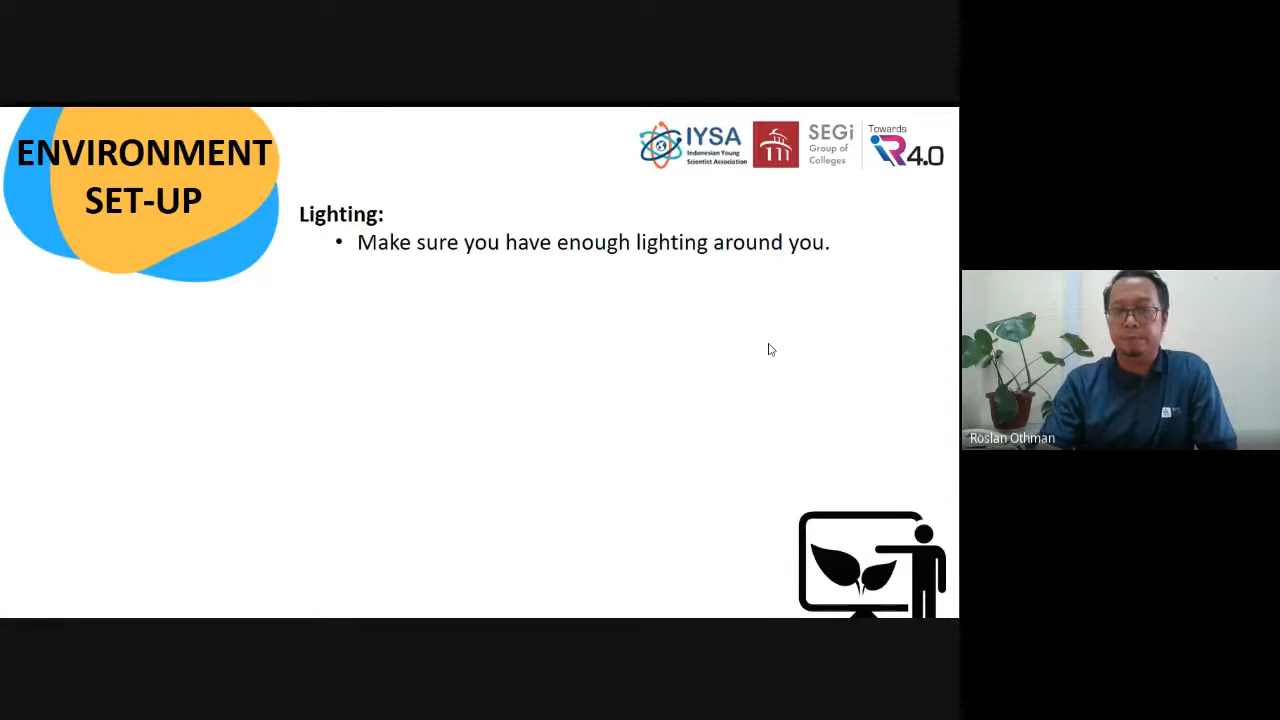 ENVIRONMENT
SET-UP
IYSA
Indonesian Young
Scientist Association
SEGi
Group of
Colleges
Towards
iR4.0
Lighting:
• Make sure you have enough lighting around you.
Roslan Othman